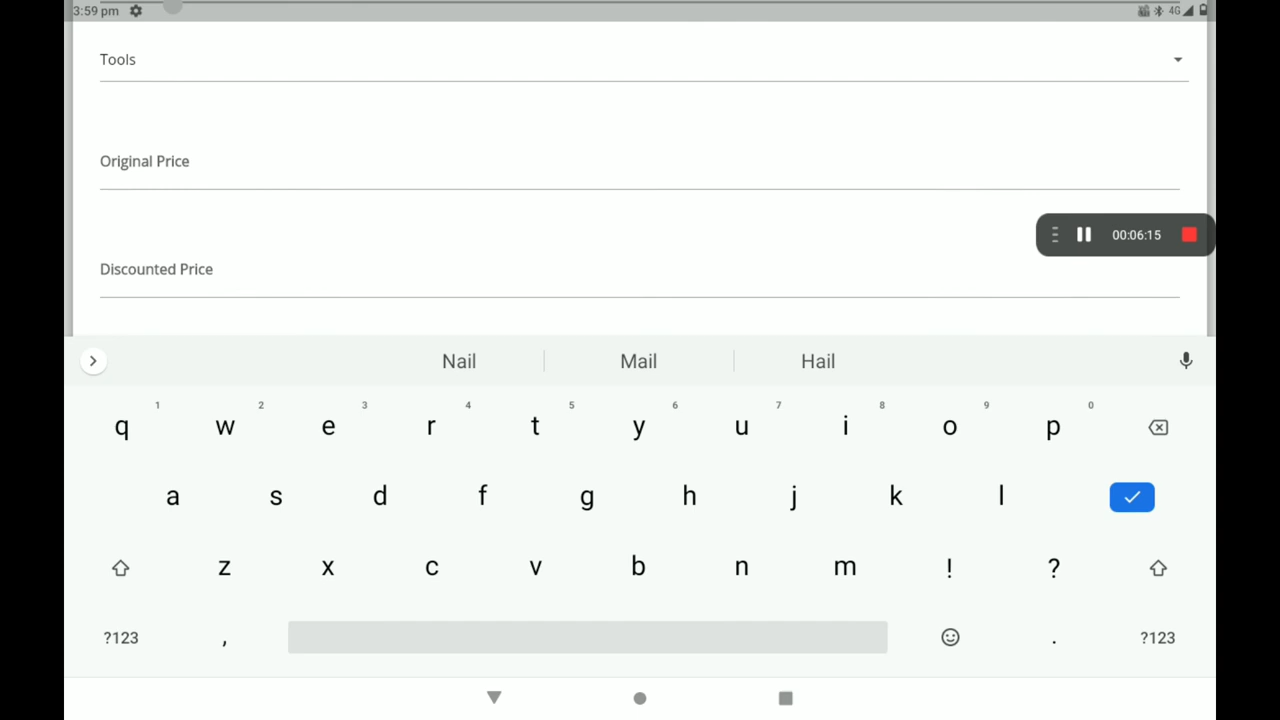 3:59 pm 4G
Tools
Original Price
00:06:15
Discounted Price
Nail Mail Hail
1 2 3 4 5 6 7 8 9 0
q w e r t y u i o p
a s d f g h j k l
z x c v b n m ! ?
?123 , . ?123